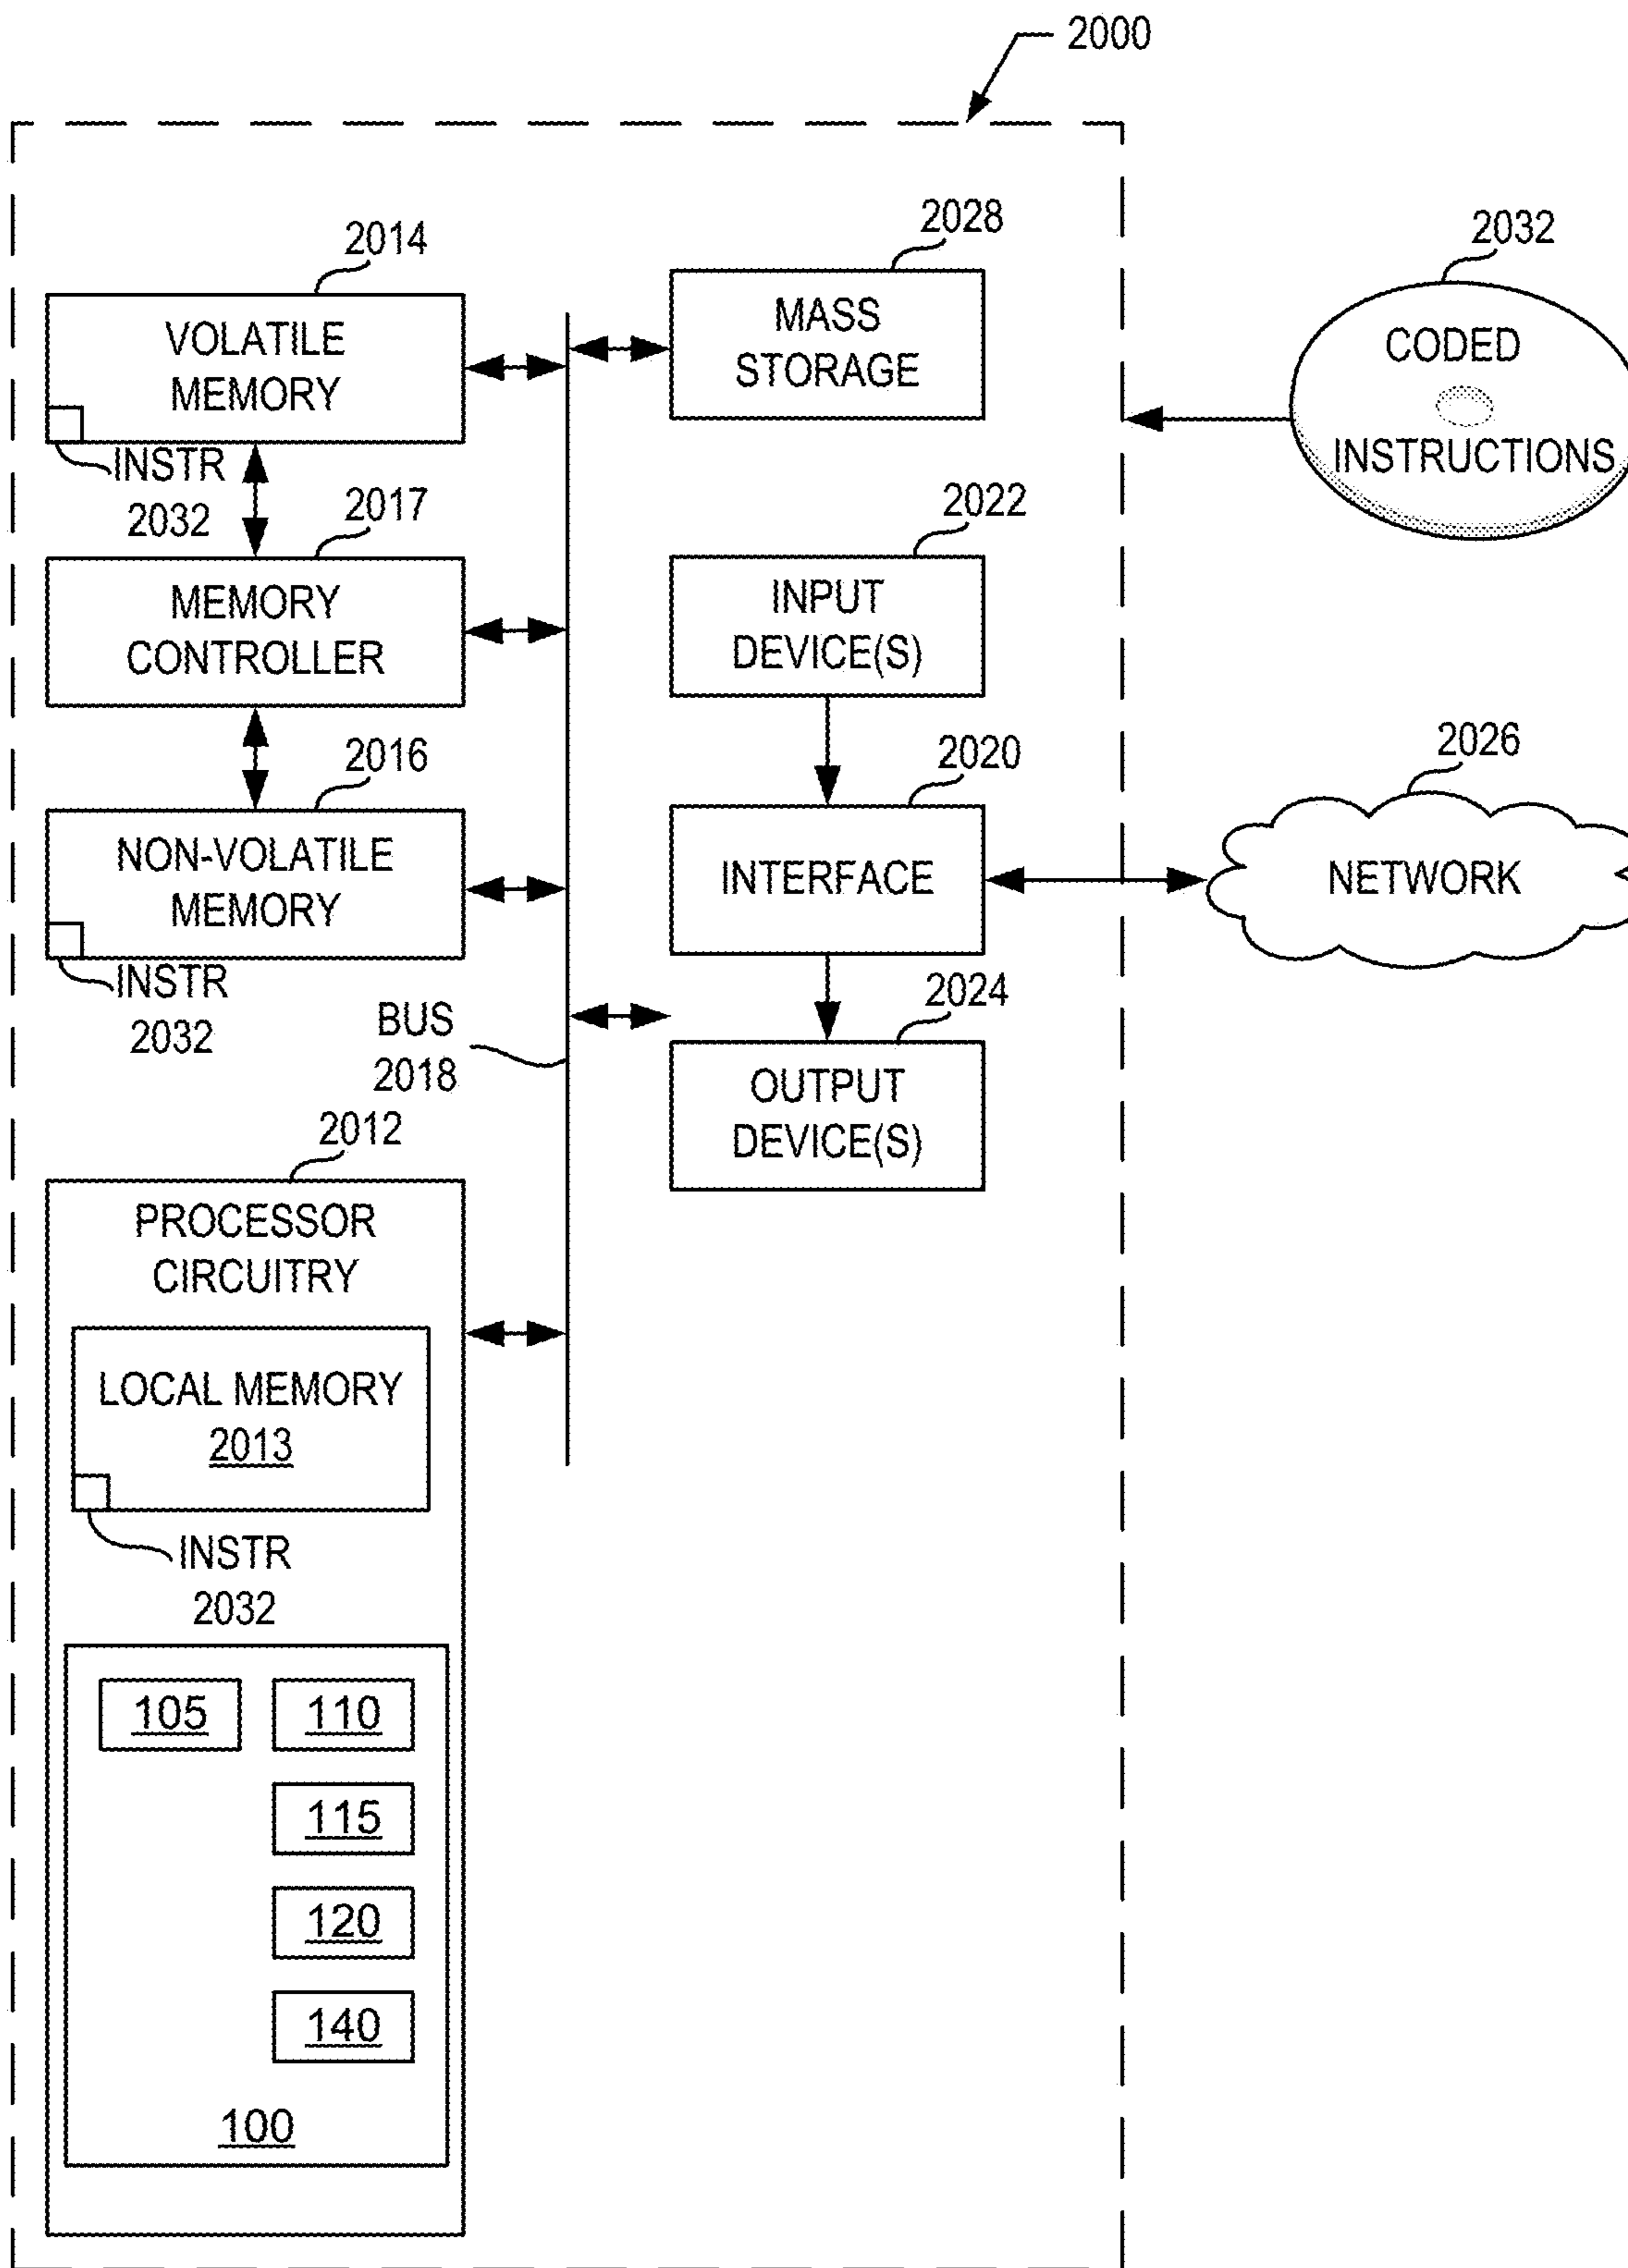 2000
2014
VOLATILE
MEMORY
INSTR
2032
2028
MASS
STORAGE
2032
CODED
INSTRUCTIONS
2017
MEMORY
CONTROLLER
2022
INPUT
DEVICE(S)
2016
NON-VOLATILE
MEMORY
INSTR
2032
2020
INTERFACE
2026
NETWORK
BUS
2018
2024
OUTPUT
DEVICE(S)
2012
PROCESSOR
CIRCUITRY
LOCAL MEMORY
2013
INSTR
2032
105
110
115
120
140
100